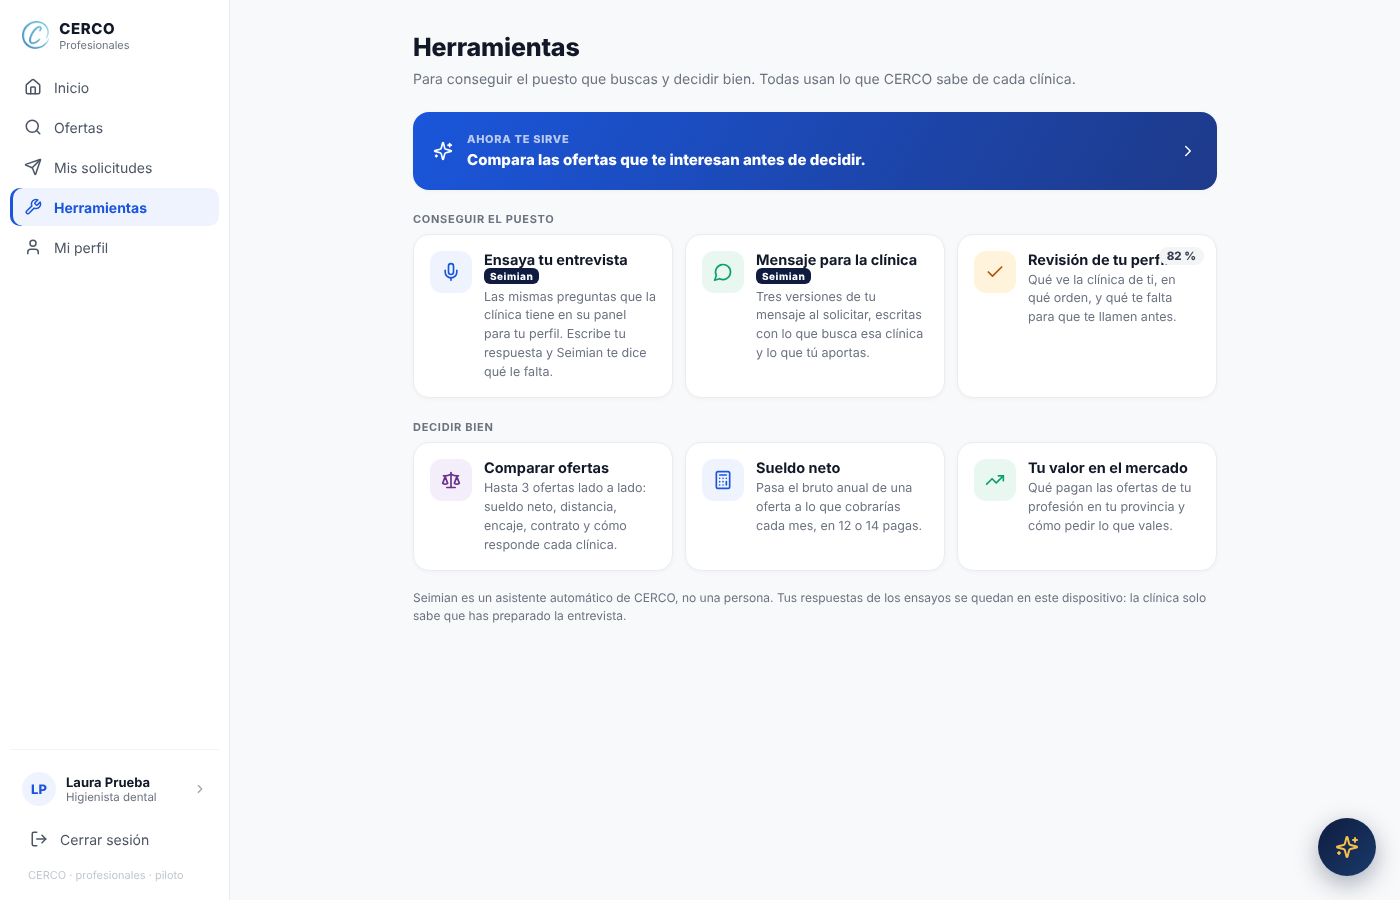 CERCO
Profesionales
Inicio
Ofertas
Mis solicitudes
Herramientas
Mi perfil
Laura Prueba
LP
Higienista dental
Cerrar sesión
CERCO · profesionales · piloto
Herramientas
Para conseguir el puesto que buscas y decidir bien. Todas usan lo que CERCO sabe de cada clínica.
AHORA TE SIRVE
Compara las ofertas que te interesan antes de decidir.
CONSEGUIR EL PUESTO
Ensaya tu entrevista
Seimian
Las mismas preguntas que la
clínica tiene en su panel
para tu perfil. Escribe tu
respuesta y Seimian te dice
qué le falta.
Mensaje para la clínica
Seimian
Tres versiones de tu
mensaje al solicitar, escritas
con lo que busca esa clínica
y lo que tú aportas.
Revisión de tu perf…
82 %
Qué ve la clínica de ti, en
qué orden, y qué te falta
para que te llamen antes.
DECIDIR BIEN
Comparar ofertas
Hasta 3 ofertas lado a lado:
sueldo neto, distancia,
encaje, contrato y cómo
responde cada clínica.
Sueldo neto
Pasa el bruto anual de una
oferta a lo que cobrarías
cada mes, en 12 o 14 pagas.
Tu valor en el mercado
Qué pagan las ofertas de tu
profesión en tu provincia y
cómo pedir lo que vales.
Seimian es un asistente automático de CERCO, no una persona. Tus respuestas de los ensayos se quedan en este dispositivo: la clínica solo
sabe que has preparado la entrevista.